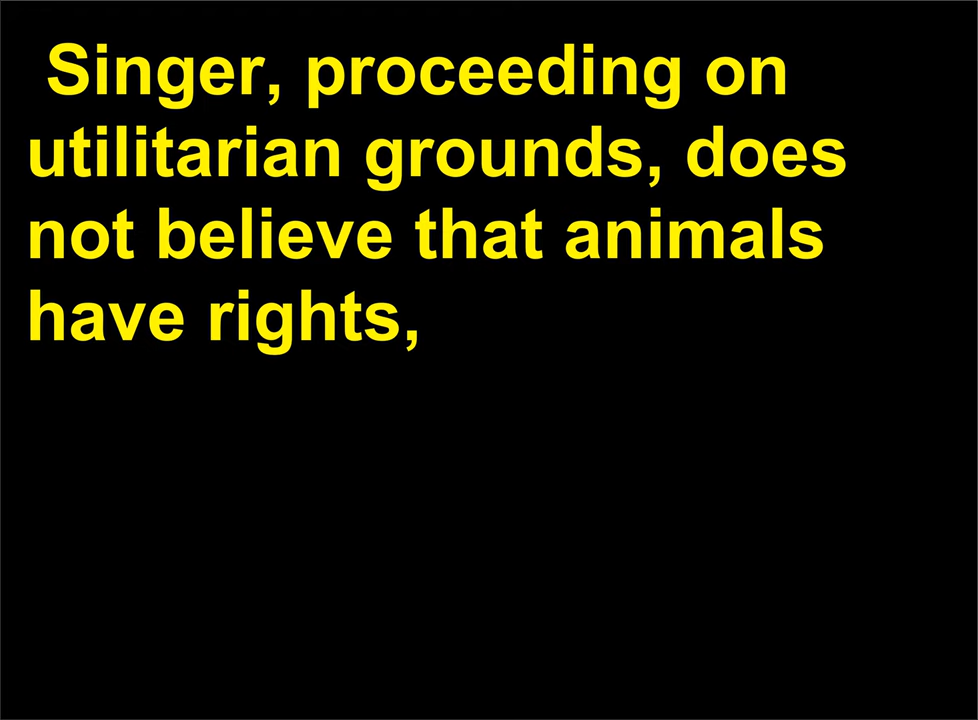 Singer, proceeding on
utilitarian grounds, does
not believe that animals
have rights,